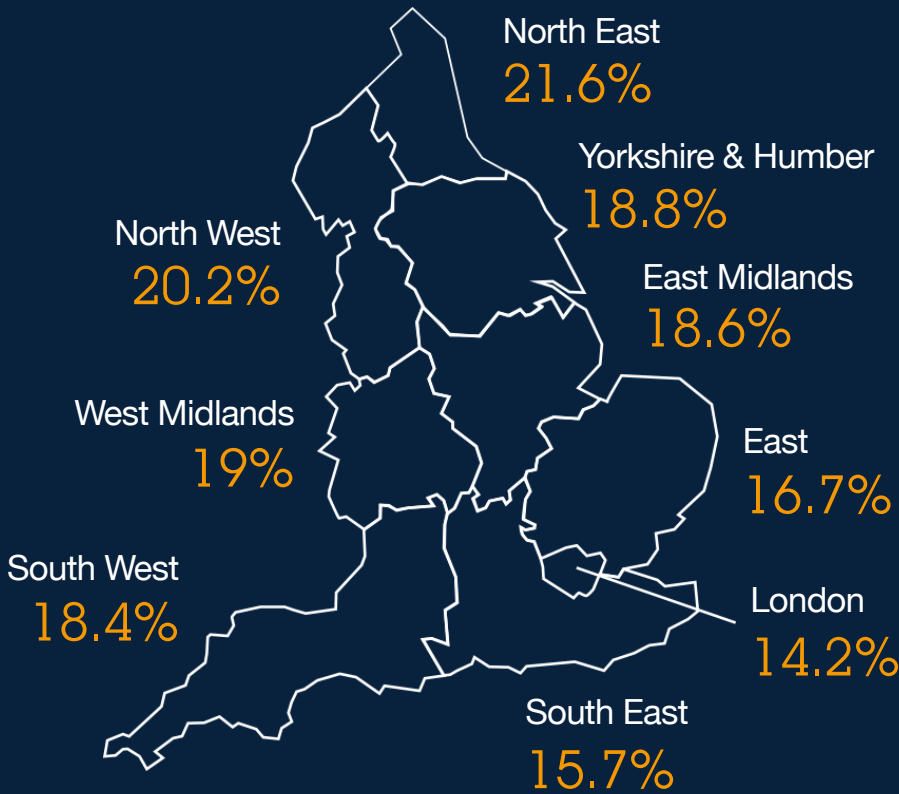 North East
21.6%
Yorkshire & Humber
18.8%
North West
20.2%
East Midlands
18.6%
West Midlands
19%
East
16.7%
South West
18.4%
London
14.2%
South East
15.7%